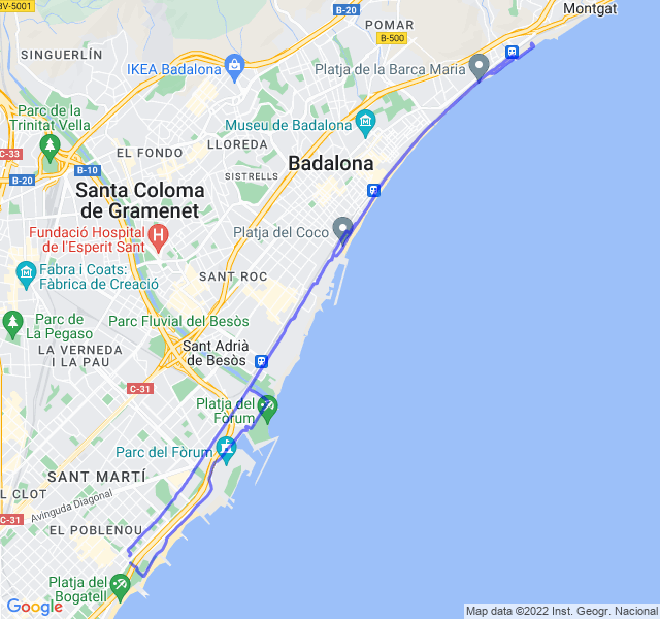 BV-5001
B-20
Montgat
POMAR
B-500
SINGUERLÍN
IKEA Badalona
Platja de la Barca Maria
Parc de la
Trinitat Vella
Museu de Badalona
C-33
EL FONDO
LLOREDA
B-10
Badalona
B-20
SISTRELLS
Santa Coloma
de Gramenet
Fundació Hospital
de l'Esperit Sant
H
Platja del Coco
Fabra i Coats:
Fàbrica de Creació
SANT ROC
Parc de
La Pegaso
Parc Fluvial del Besòs
LA VERNEDA
I LA PAU
Sant Adrià
de Besòs
C-31
Platja del
Fòrum
Parc del Fòrum
SANT MARTÍ
EL CLOT
Avinguda Diagonal
C-31
EL POBLENOU
Platja del
Bogatell
Google
Map data ©2022 Inst. Geogr. Nacional